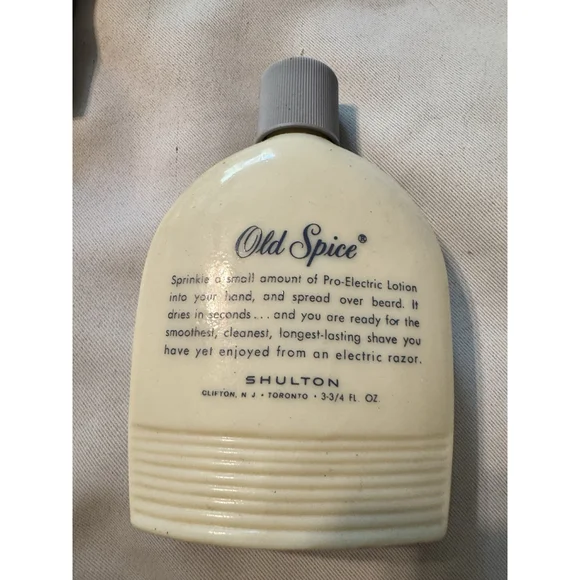 Old Spice®
Sprinkle a small amount of Pro-Electric Lotion
into your hand, and spread over beard. It
dries in seconds... and you are ready for the
smoothest, cleanest, longest-lasting shave you
have yet enjoyed from an electric razor.
SHULTON
CLIFTON, N J • TORONTO • 3-3/4 FL. OZ.